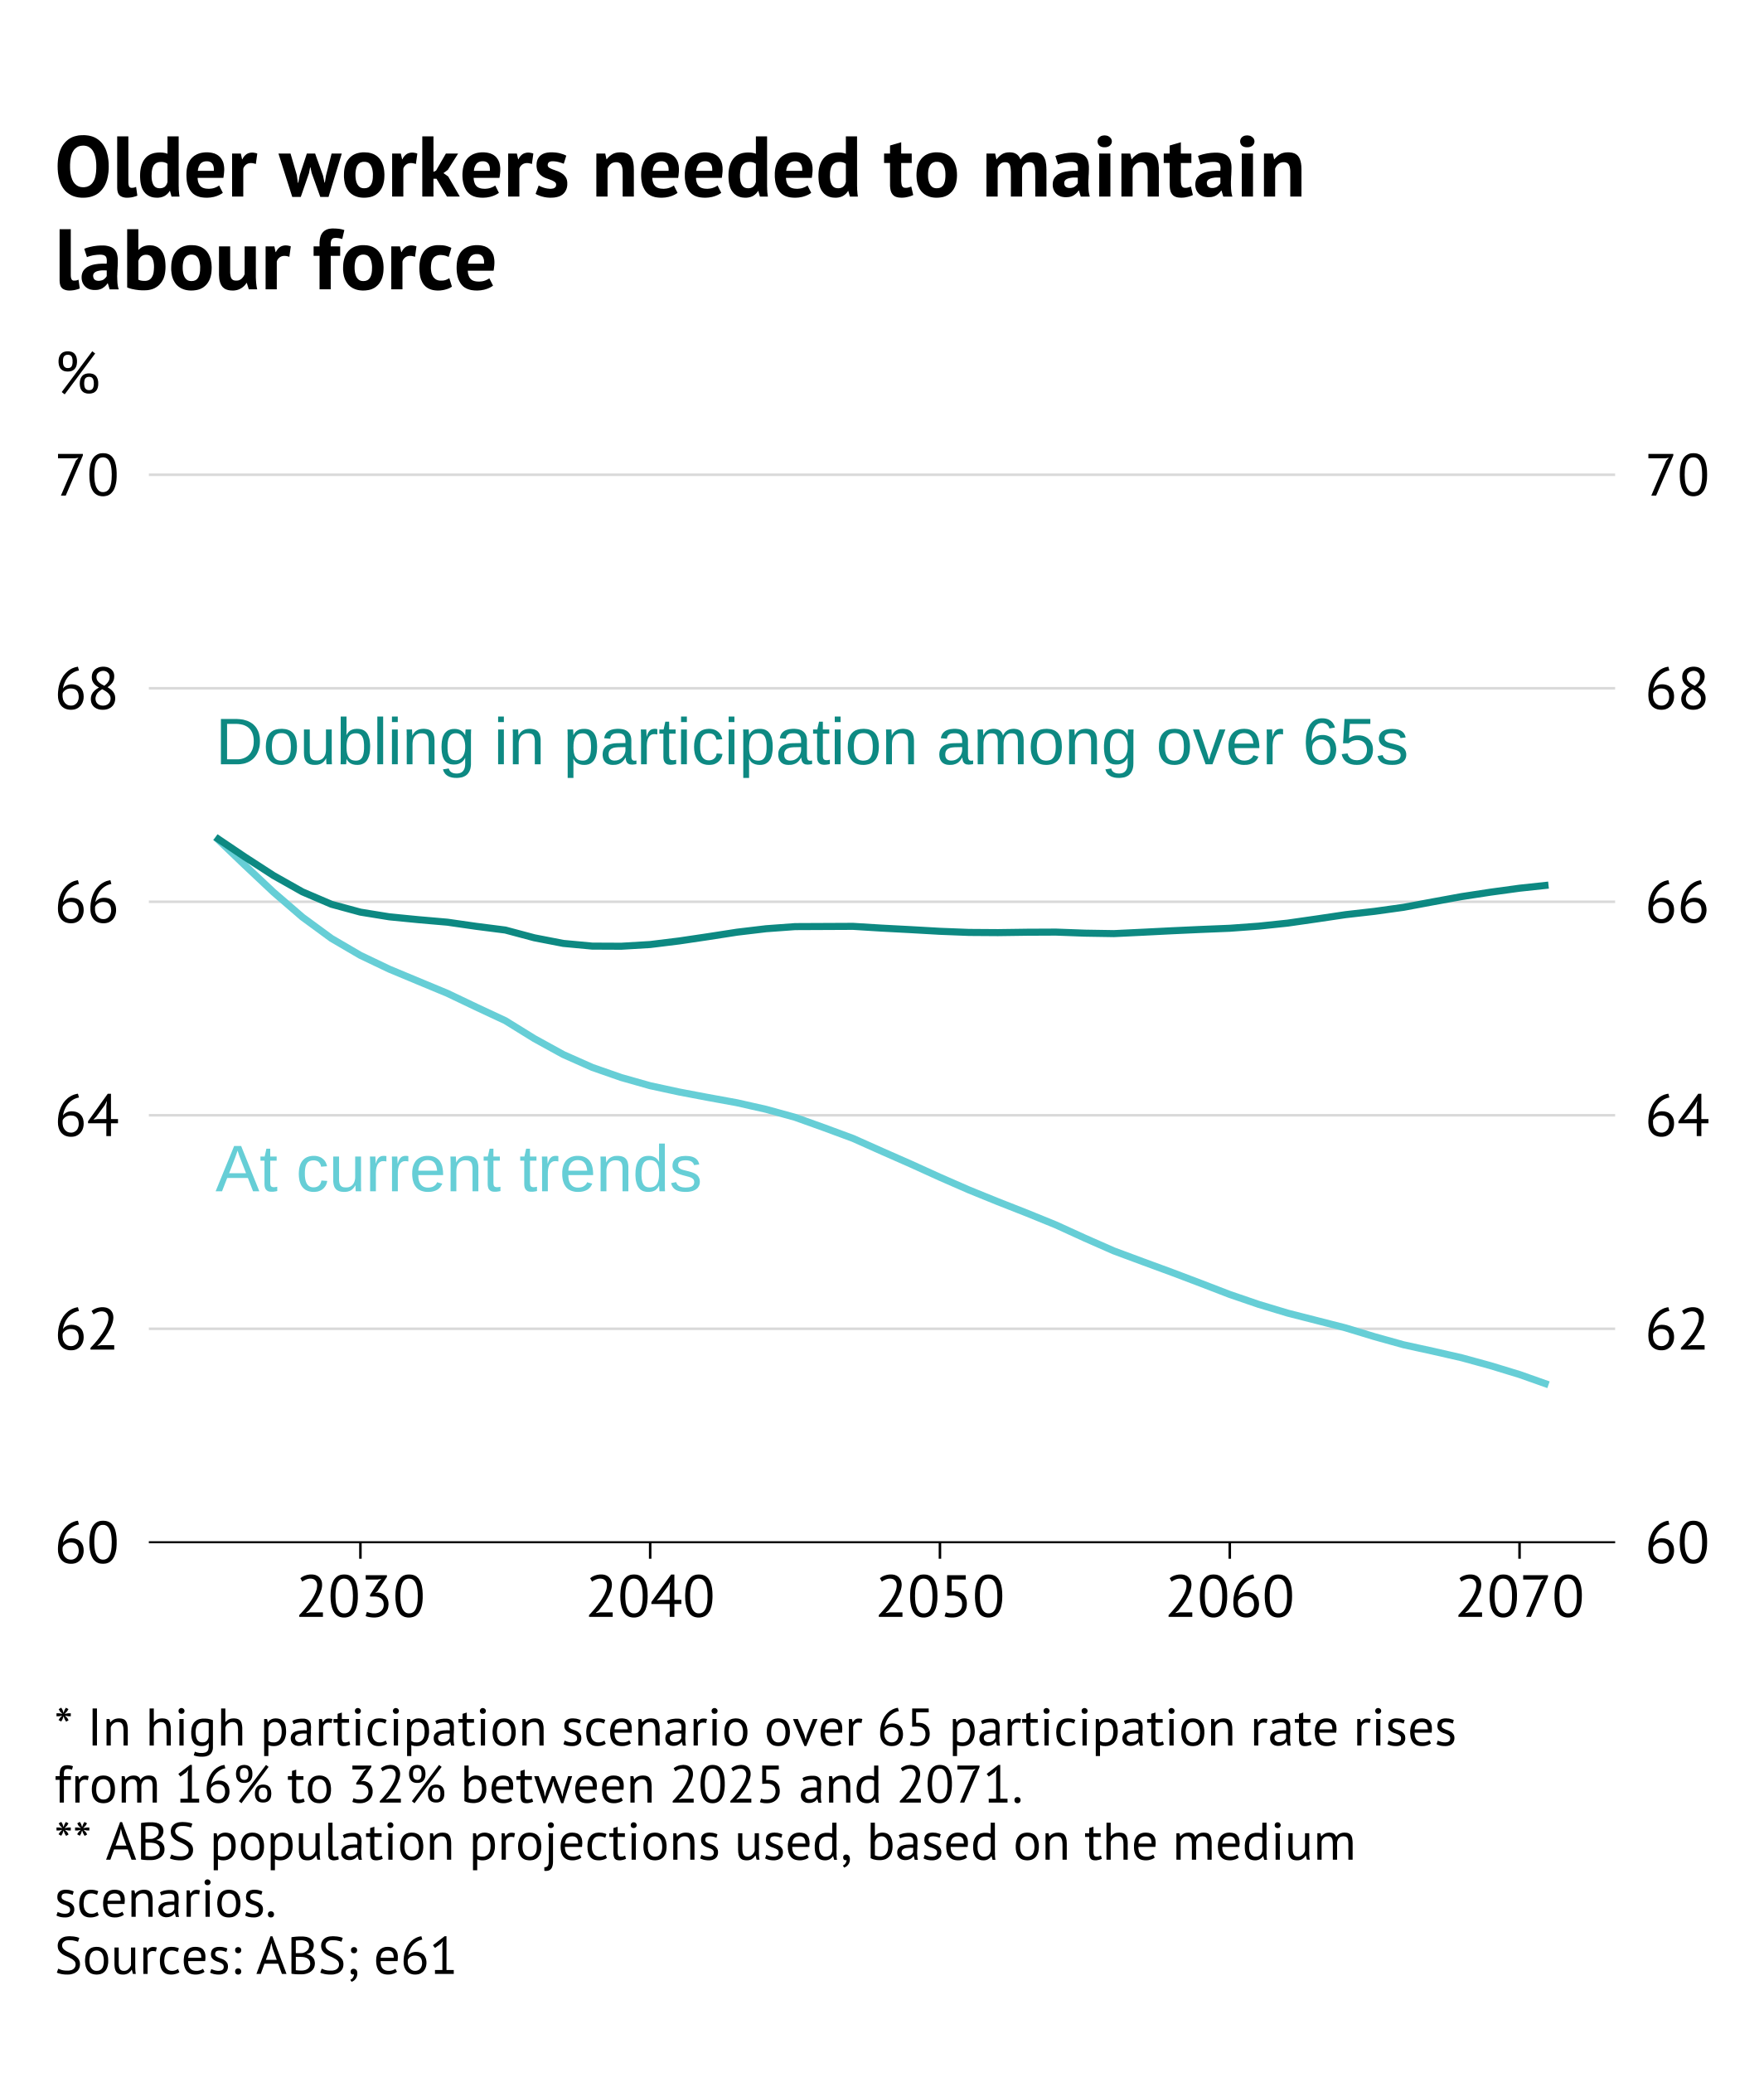 Older workers needed to maintain
labour force
%
70 70
68 68
Doubling in participation among over 65s
66 66
64 64
At current trends
62 62
60 60
2030 2040 2050 2060 2070
* In high participation scenario over 65 participation rate rises
from 16% to 32% between 2025 and 2071.
** ABS population projections used, based on the medium
scenarios.
Sources: ABS; e61